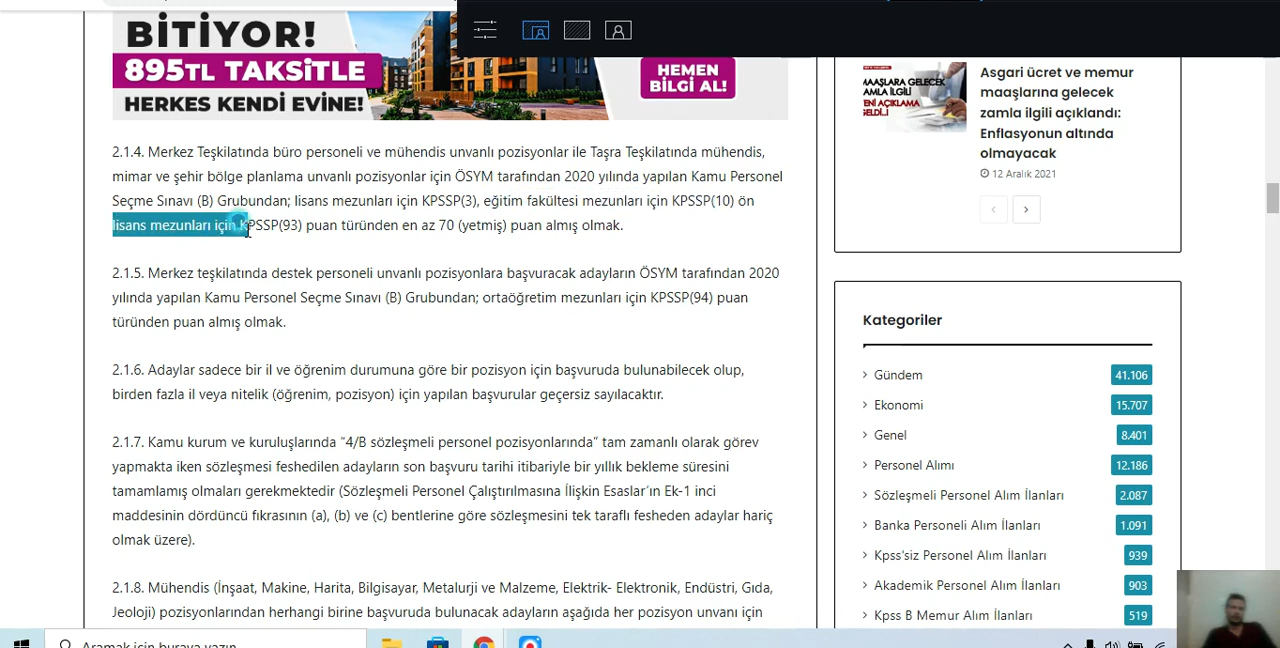 BİTİYOR!
895TL TAKSİTLE
HERKES KENDİ EVİNE!
HEMEN
BİLGİ AL!
2.1.4. Merkez Teşkilatında büro personeli ve mühendis unvanlı pozisyonlar ile Taşra Teşkilatında mühendis,
mimar ve şehir bölge planlama unvanlı pozisyonlar için ÖSYM tarafından 2020 yılında yapılan Kamu Personel
Seçme Sınavı (B) Grubundan; lisans mezunları için KPSSP(3), eğitim fakültesi mezunları için KPSSP(10) ön
lisans mezunları için KPSSP(93) puan türünden en az 70 (yetmiş) puan almış olmak.
2.1.5. Merkez teşkilatında destek personeli unvanlı pozisyonlara başvuracak adayların ÖSYM tarafından 2020
yılında yapılan Kamu Personel Seçme Sınavı (B) Grubundan; ortaöğretim mezunları için KPSSP(94) puan
türünden puan almış olmak.
2.1.6. Adaylar sadece bir il ve öğrenim durumuna göre bir pozisyon için başvuruda bulunabilecek olup,
birden fazla il veya nitelik (öğrenim, pozisyon) için yapılan başvurular geçersiz sayılacaktır.
2.1.7. Kamu kurum ve kuruluşlarında “4/B sözleşmeli personel pozisyonlarında” tam zamanlı olarak görev
yapmakta iken sözleşmesi feshedilen adayların son başvuru tarihi itibariyle bir yıllık bekleme süresini
tamamlamış olmaları gerekmektedir (Sözleşmeli Personel Çalıştırılmasına İlişkin Esaslar´ın Ek-1 inci
maddesinin dördüncü fıkrasının (a), (b) ve (c) bentlerine göre sözleşmesini tek taraflı fesheden adaylar hariç
olmak üzere).
2.1.8. Mühendis (İnşaat, Makine, Harita, Bilgisayar, Metalurji ve Malzeme, Elektrik- Elektronik, Endüstri, Gıda,
Jeoloji) pozisyonlarından herhangi birine başvuruda bulunacak adayların aşağıda her pozisyon unvanı için
MAAŞLARA GELECEK
ZAMLA İLGİLİ
YENİ AÇIKLAMA
GELDİ..!
Asgari ücret ve memur
maaşlarına gelecek
zamla ilgili açıklandı:
Enflasyonun altında
olmayacak
12 Aralık 2021
Kategoriler
Gündem 41.106
Ekonomi 15.707
Genel 8.401
Personel Alımı 12.186
Sözleşmeli Personel Alım İlanları 2.087
Banka Personeli Alım İlanları 1.091
Kpss'siz Personel Alım İlanları 939
Akademik Personel Alım İlanları 903
Kpss B Memur Alım İlanları 519
Aramak için buraya yazın